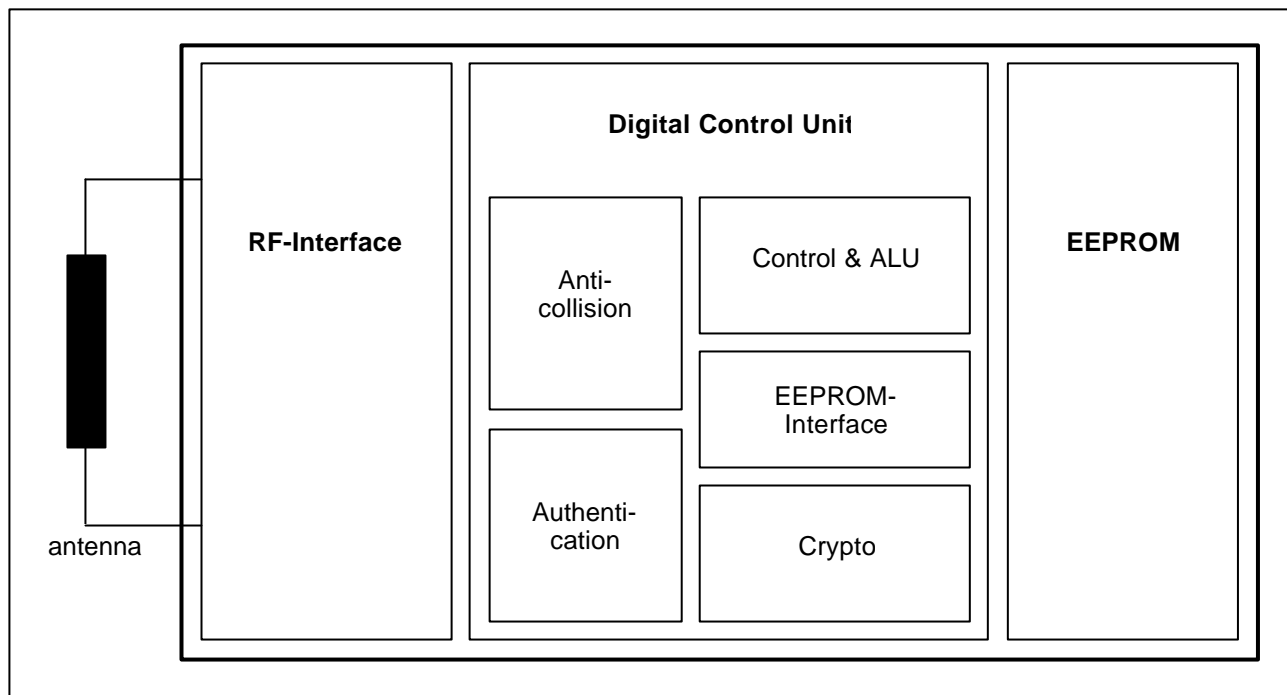 Digital Control Unit
RF-Interface
EEPROM
Anti-
collision
Control & ALU
EEPROM-
Interface
Authenti-
cation
Crypto
antenna